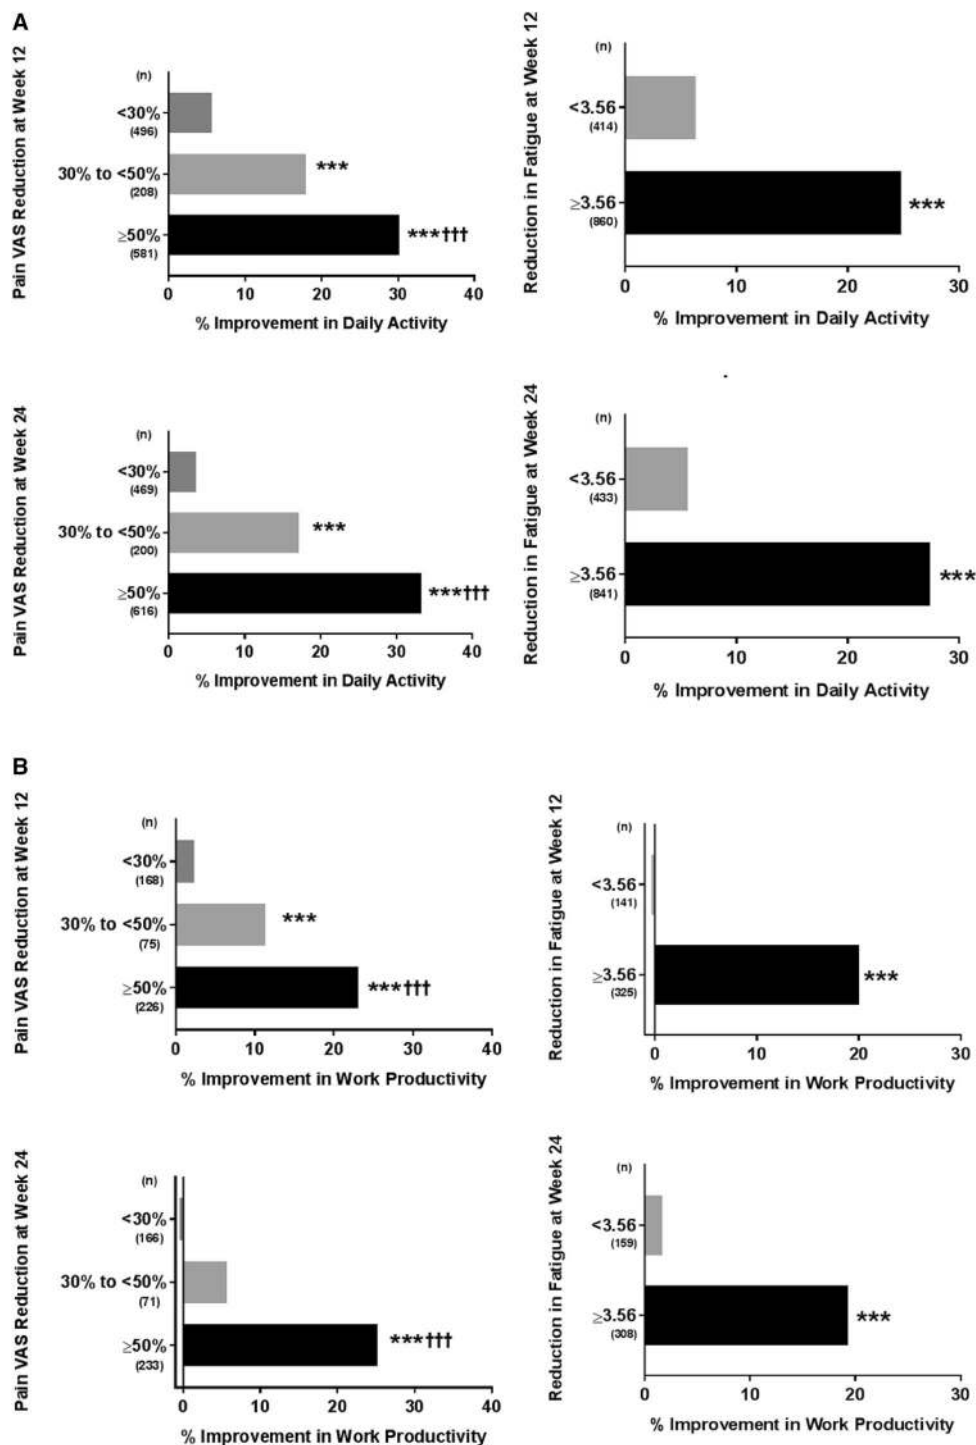 A
Pain VAS Reduction at Week 12
(n)
<30%
(496)
30% to <50%
(208)
***
≥50%
(581)
***†††
0 10 20 30 40
% Improvement in Daily Activity
Reduction in Fatigue at Week 12
(n)
<3.56
(414)
≥3.56
(860)
***
0 10 20 30
% Improvement in Daily Activity
Pain VAS Reduction at Week 24
(n)
<30%
(469)
30% to <50%
(200)
***
≥50%
(616)
***†††
0 10 20 30 40
% Improvement in Daily Activity
Reduction in Fatigue at Week 24
(n)
<3.56
(433)
≥3.56
(841)
***
0 10 20 30
% Improvement in Daily Activity
B
Pain VAS Reduction at Week 12
(n)
<30%
(168)
30% to <50%
(75)
***
≥50%
(226)
***†††
0 10 20 30 40
% Improvement in Work Productivity
Reduction in Fatigue at Week 12
(n)
<3.56
(141)
≥3.56
(325)
***
0 10 20 30
% Improvement in Work Productivity
Pain VAS Reduction at Week 24
(n)
<30%
(166)
30% to <50%
(71)
≥50%
(233)
***†††
0 10 20 30 40
% Improvement in Work Productivity
Reduction in Fatigue at Week 24
(n)
<3.56
(159)
≥3.56
(308)
***
0 10 20 30
% Improvement in Work Productivity